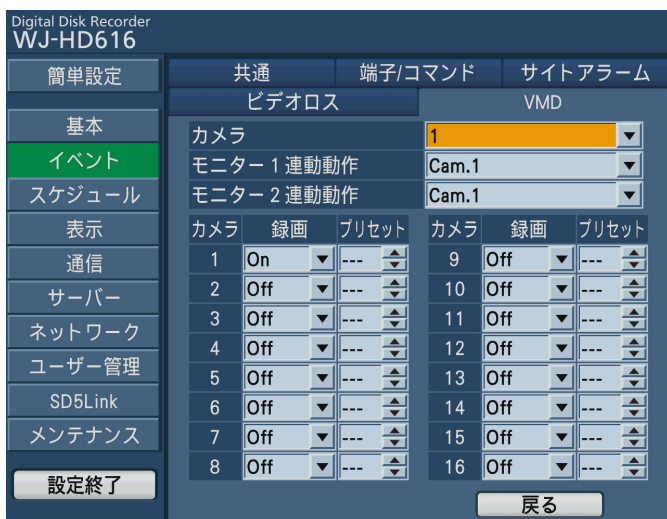 Digital Disk Recorder
WJ-HD616
簡単設定
基本
イベント
スケジュール
表示
通信
サーバー
ネットワーク
ユーザー管理
SD5Link
メンテナンス
設定終了
共通 端子/コマンド サイトアラーム
ビデオロス VMD
カメラ 1
モニター1連動動作 Cam.1
モニター2連動動作 Cam.1
カメラ 録画 プリセット カメラ 録画 プリセット
1 On --- 9 Off ---
2 Off --- 10 Off ---
3 Off --- 11 Off ---
4 Off --- 12 Off ---
5 Off --- 13 Off ---
6 Off --- 14 Off ---
7 Off --- 15 Off ---
8 Off --- 16 Off ---
戻る